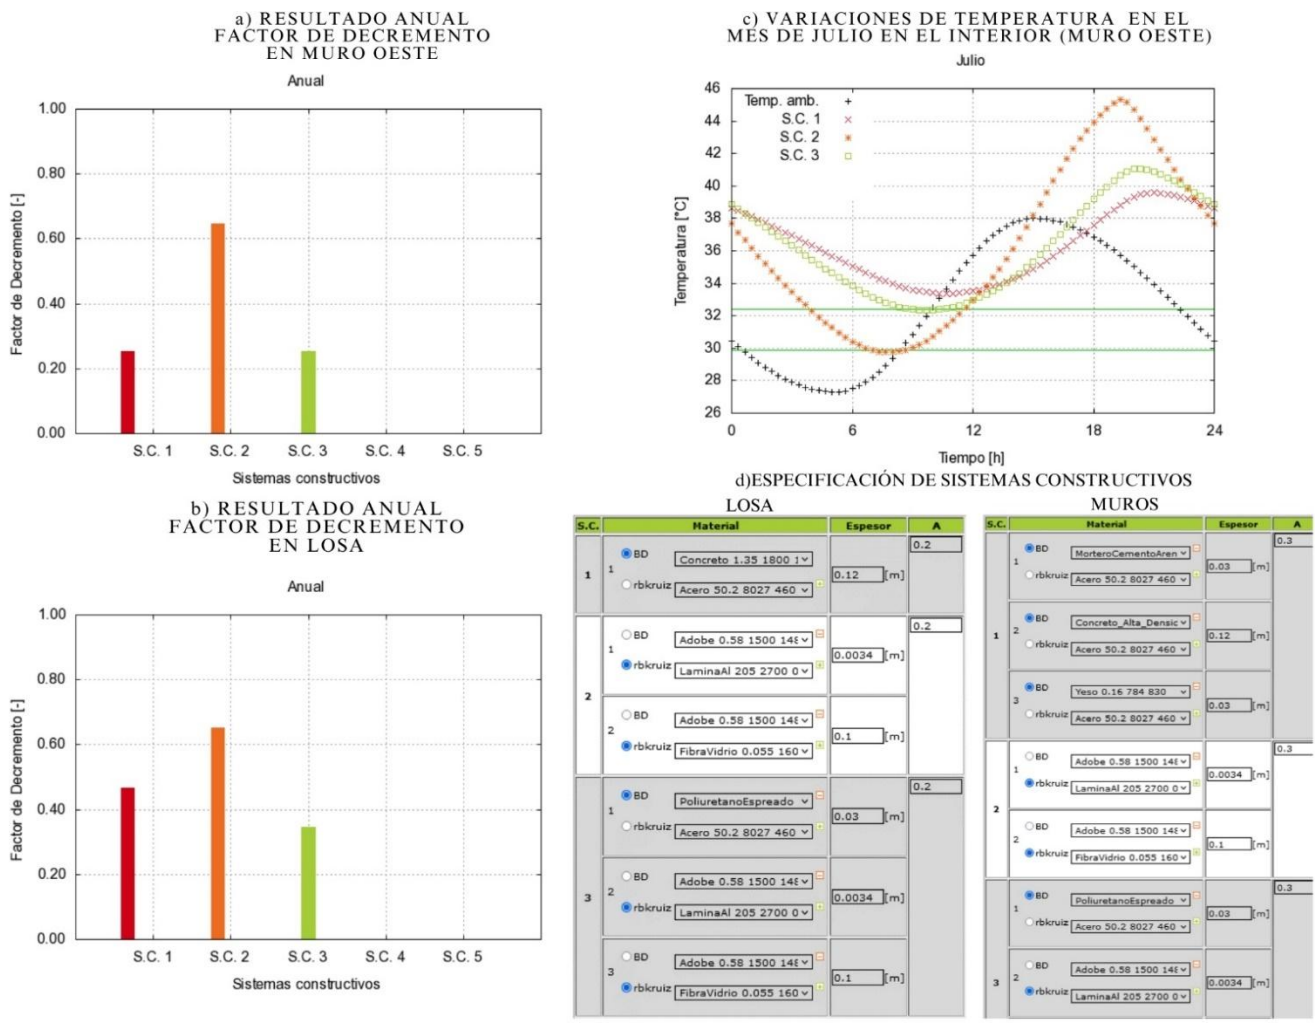 a) RESULTADO ANUAL
FACTOR DE DECREMENTO
EN MURO OESTE
Anual
1.00
0.80
0.60
0.40
0.20
0.00
Factor de Decremento [-]
S.C. 1 S.C. 2 S.C. 3 S.C. 4 S.C. 5
Sistemas constructivos
b) RESULTADO ANUAL
FACTOR DE DECREMENTO
EN LOSA
Anual
1.00
0.80
0.60
0.40
0.20
0.00
Factor de Decremento [-]
S.C. 1 S.C. 2 S.C. 3 S.C. 4 S.C. 5
Sistemas constructivos
c) VARIACIONES DE TEMPERATURA EN EL
MES DE JULIO EN EL INTERIOR (MURO OESTE)
Julio
46
44
42
40
38
36
34
32
30
28
26
Temperatura [°C]
Temp. amb.
S.C. 1
S.C. 2
S.C. 3
0 6 12 18 24
Tiempo [h]
d)ESPECIFICACIÓN DE SISTEMAS CONSTRUCTIVOS
LOSA
S.C. Material Espesor A
1 1 BD Concreto 1.35 1800 1 0.12 [m] 0.2
rbkruiz Acero 50.2 8027 460
2 1 BD Adobe 0.58 1500 148 0.0034 [m] 0.2
rbkruiz LaminaAl 205 2700 0
2 BD Adobe 0.58 1500 148 0.1 [m]
rbkruiz FibraVidrio 0.055 160
3 1 BD PoliuretanoEspreado 0.03 [m] 0.2
rbkruiz Acero 50.2 8027 460
2 BD Adobe 0.58 1500 148 0.0034 [m]
rbkruiz LaminaAl 205 2700 0
3 BD Adobe 0.58 1500 148 0.1 [m]
rbkruiz FibraVidrio 0.055 160
MUROS
S.C. Material Espesor A
1 1 BD MorteroCementoAren 0.03 [m] 0.3
rbkruiz Acero 50.2 8027 460
2 BD Concreto_Alta_Densic 0.12 [m]
rbkruiz Acero 50.2 8027 460
3 BD Yeso 0.16 784 830 0.03 [m]
rbkruiz Acero 50.2 8027 460
2 1 BD Adobe 0.58 1500 148 0.0034 [m] 0.3
rbkruiz LaminaAl 205 2700 0
2 BD Adobe 0.58 1500 148 0.1 [m]
rbkruiz FibraVidrio 0.055 160
3 1 BD PoliuretanoEspreado 0.03 [m] 0.3
rbkruiz Acero 50.2 8027 460
2 BD Adobe 0.58 1500 148 0.0034 [m]
rbkruiz LaminaAl 205 2700 0